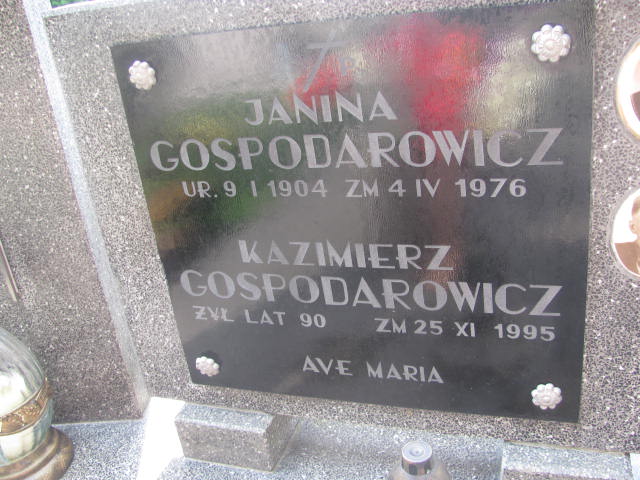 JANINA
GOSPODAROWICZ
UR. 9 I 1904 ZM 4 IV 1976
KAZIMIERZ
GOSPODAROWICZ
ŻYŁ LAT 90 ZM 25 XI 1995
AVE MARIA